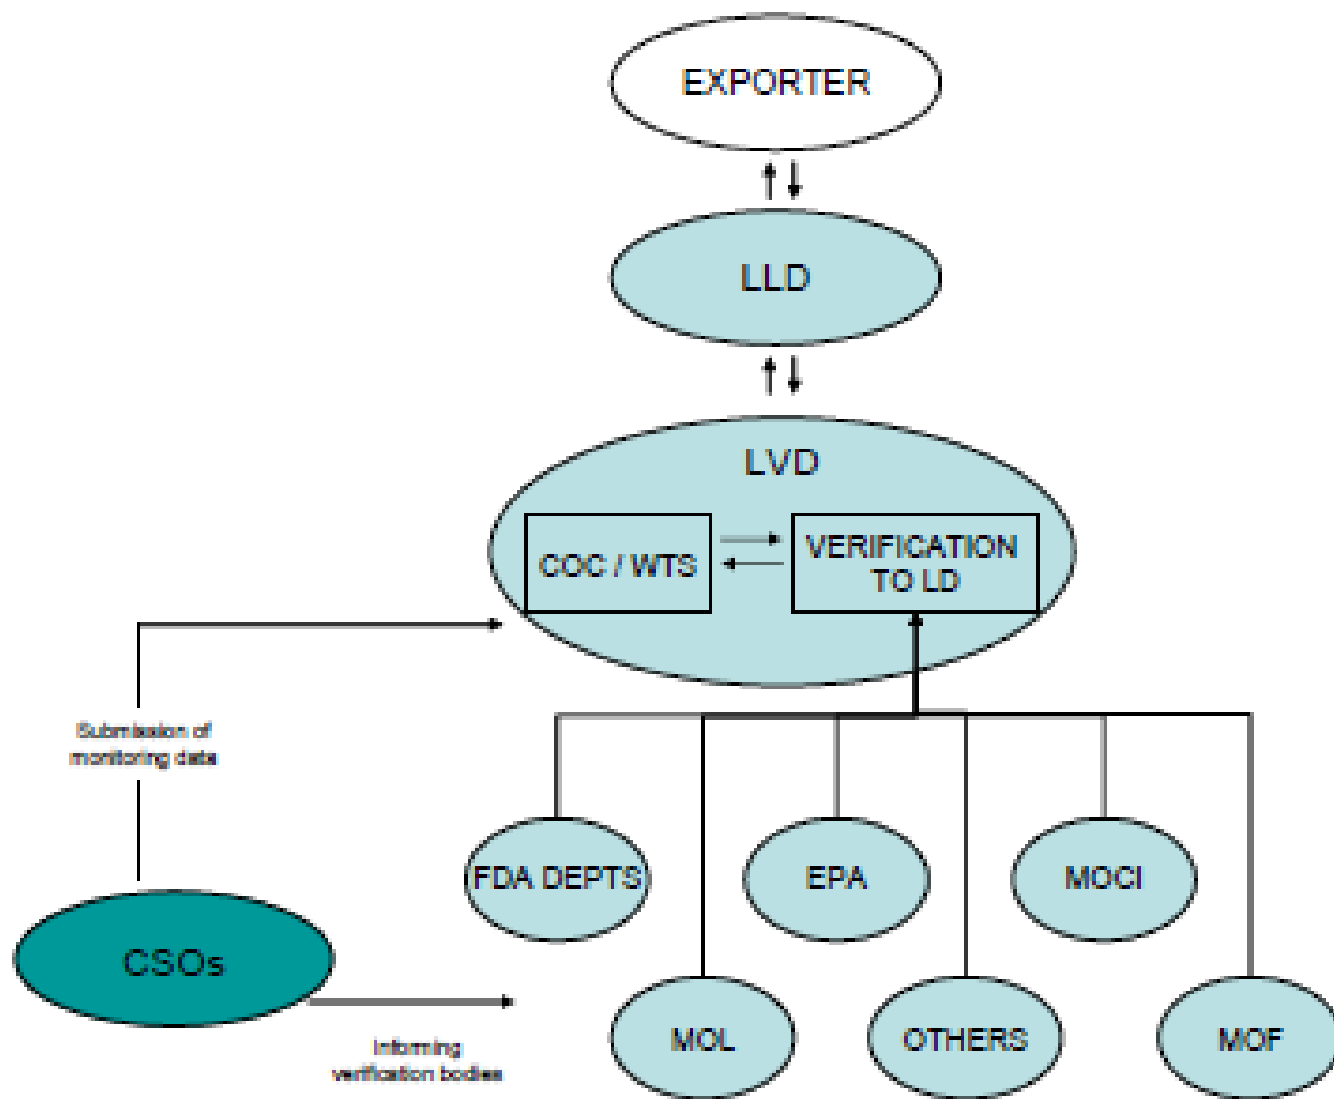 EXPORTER
LLD
LVD
COC / WTS
VERIFICATION
TO LD
Submission of
monitoring data
FDA DEPTS
EPA
MOCI
CSOs
MOL
OTHERS
MOF
Informing
verification bodies